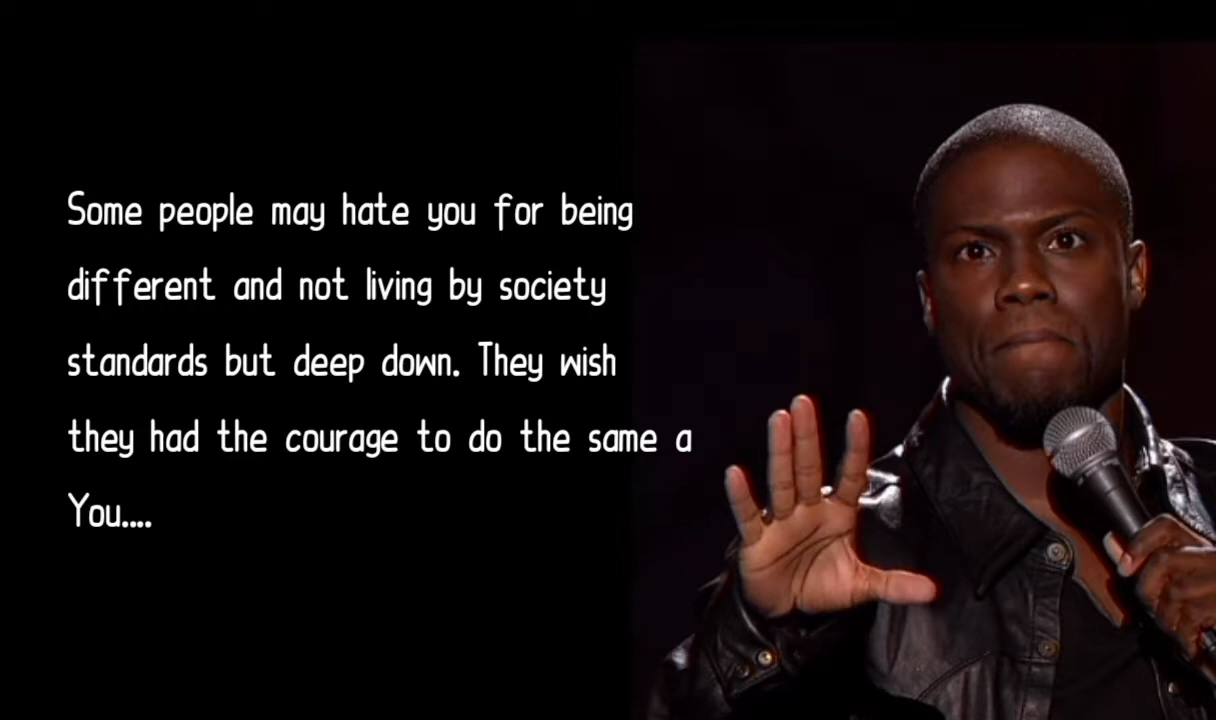 Some people may hate you for being
different and not living by society
standards but deep down. They wish
they had the courage to do the same a
You....